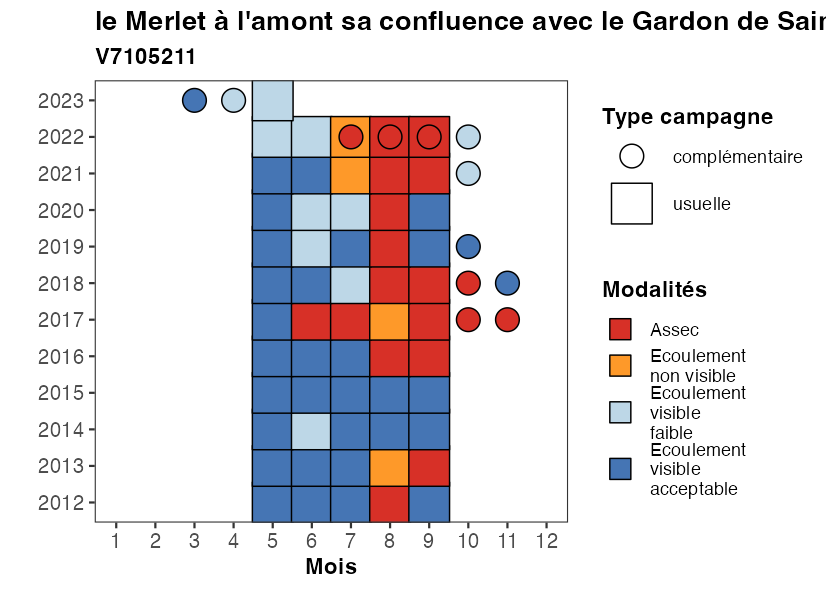 le Merlet à l'amont sa confluence avec le Gardon de Sain
V7105211
2023
2022
2021
2020
2019
2018
2017
2016
2015
2014
2013
2012
1 2 3 4 5 6 7 8 9 10 11 12
Mois
Type campagne
complémentaire
usuelle
Modalités
Assec
Ecoulement
non visible
Ecoulement
visible
faible
Ecoulement
visible
acceptable